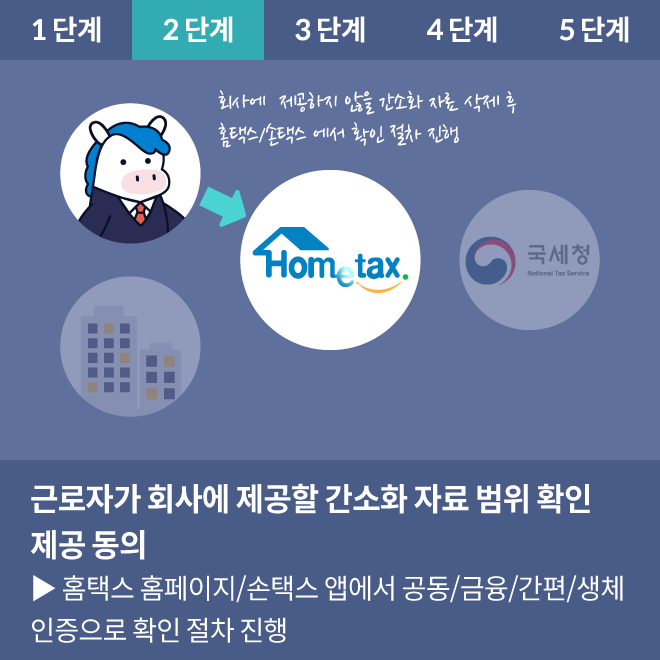 1 단계 2 단계 3 단계 4 단계 5 단계
회사에 제공하지 않을 간소화 자료 삭제 후
홈택스/손택스 에서 확인 절차 진행
Hometax.
국세청
National Tax Service
근로자가 회사에 제공할 간소화 자료 범위 확인
제공 동의
▶ 홈택스 홈페이지/손택스 앱에서 공동/금융/간편/생체
인증으로 확인 절차 진행